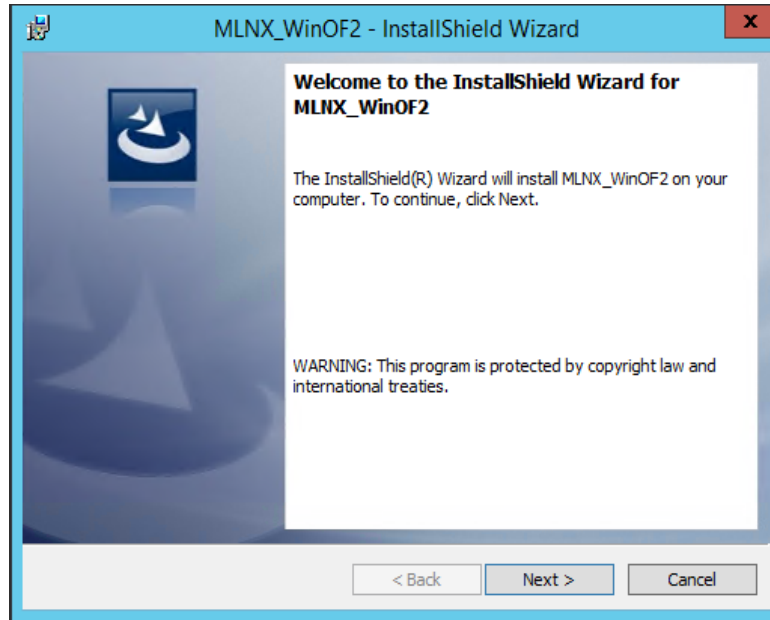 MLNX_WinOF2 - InstallShield Wizard
x
Welcome to the InstallShield Wizard for
MLNX_WinOF2
The InstallShield(R) Wizard will install MLNX_WinOF2 on your
computer. To continue, click Next.
WARNING: This program is protected by copyright law and
international treaties.
< Back
Next >
Cancel